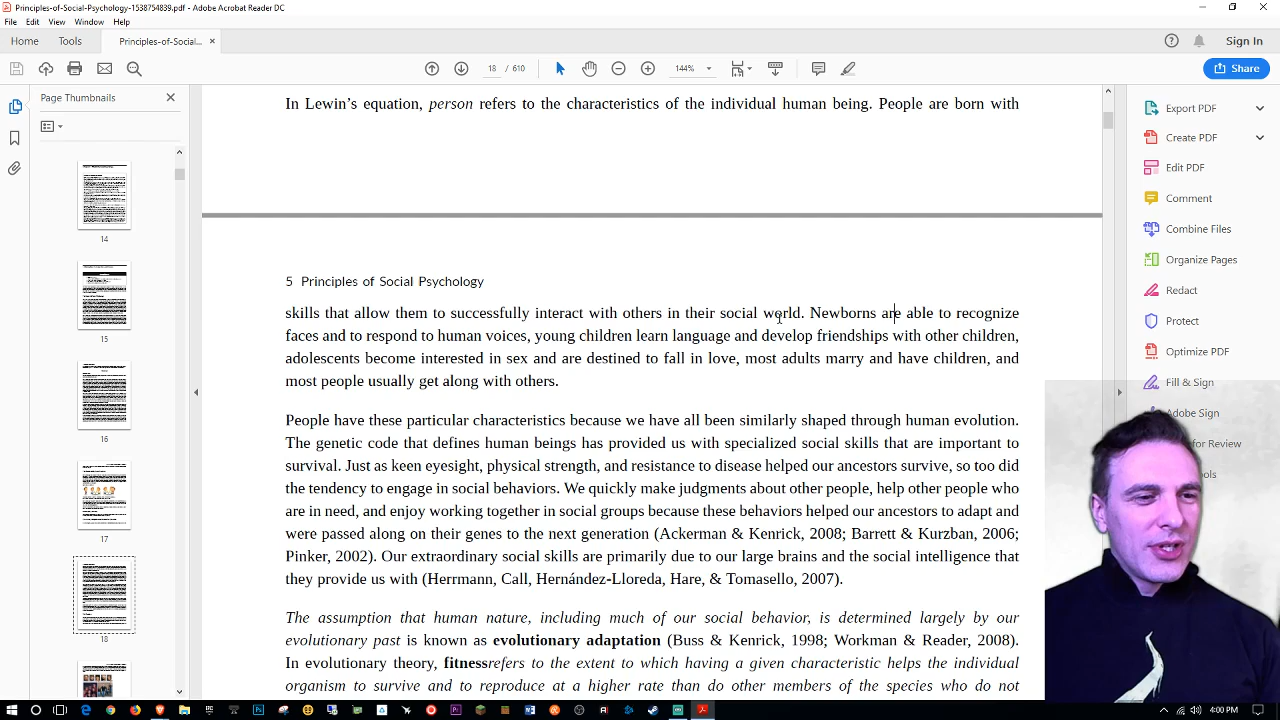 Principles-of-Social-Psychology-1538754839.pdf - Adobe Acrobat Reader DC
File Edit View Window Help
Home Tools Principles-of-Social... × Sign In
18 / 610 144% Share
Page Thumbnails
14
15
16
17
18
In Lewin's equation, person refers to the characteristics of the individual human being. People are born with
5 Principles of Social Psychology
skills that allow them to successfully interact with others in their social world. Newborns are able to recognize
faces and to respond to human voices, young children learn language and develop friendships with other children,
adolescents become interested in sex and are destined to fall in love, most adults marry and have children, and
most people usually get along with others.
People have these particular characteristics because we have all been similarly shaped through human evolution.
The genetic code that defines human beings has provided us with specialized social skills that are important to
survival. Just as keen eyesight, physical strength, and resistance to disease helped our ancestors survive, so too did
the tendency to engage in social behaviors. We quickly make judgments about other people, help other people who
are in need, and enjoy working together in social groups because these behaviors helped our ancestors to adapt and
were passed along on their genes to the next generation (Ackerman & Kenrick, 2008; Barrett & Kurzban, 2006;
Pinker, 2002). Our extraordinary social skills are primarily due to our large brains and the social intelligence that
they provide us with (Herrmann, Call, Hernández-Lloreda, Hare, & Tomasello, 2007).
The assumption that human nature, including much of our social behavior, is determined largely by our
evolutionary past is known as evolutionary adaptation (Buss & Kenrick, 1998; Workman & Reader, 2008).
In evolutionary theory, fitnessrefers to the extent to which having a given characteristic helps the individual
organism to survive and to reproduce at a higher rate than do other members of the species who do not
Export PDF
Create PDF
Edit PDF
Comment
Combine Files
Organize Pages
Redact
Protect
Optimize PDF
Fill & Sign
Adobe Sign
for Review
4:00 PM